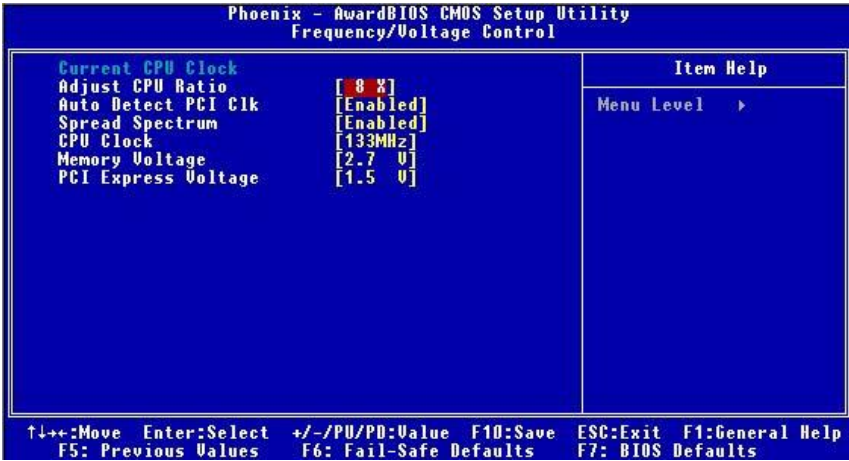 Phoenix - AwardBIOS CMOS Setup Utility
Frequency/Voltage Control
Current CPU Clock
Adjust CPU Ratio [ 8 X]
Auto Detect PCI Clk [Enabled]
Spread Spectrum [Enabled]
CPU Clock [133MHz]
Memory Voltage [2.7 V]
PCI Express Voltage [1.5 V]
Item Help
Menu Level ▸
↑↓→←:Move Enter:Select +/-/PU/PD:Value F10:Save ESC:Exit F1:General Help
F5: Previous Values F6: Fail-Safe Defaults F7: BIOS Defaults